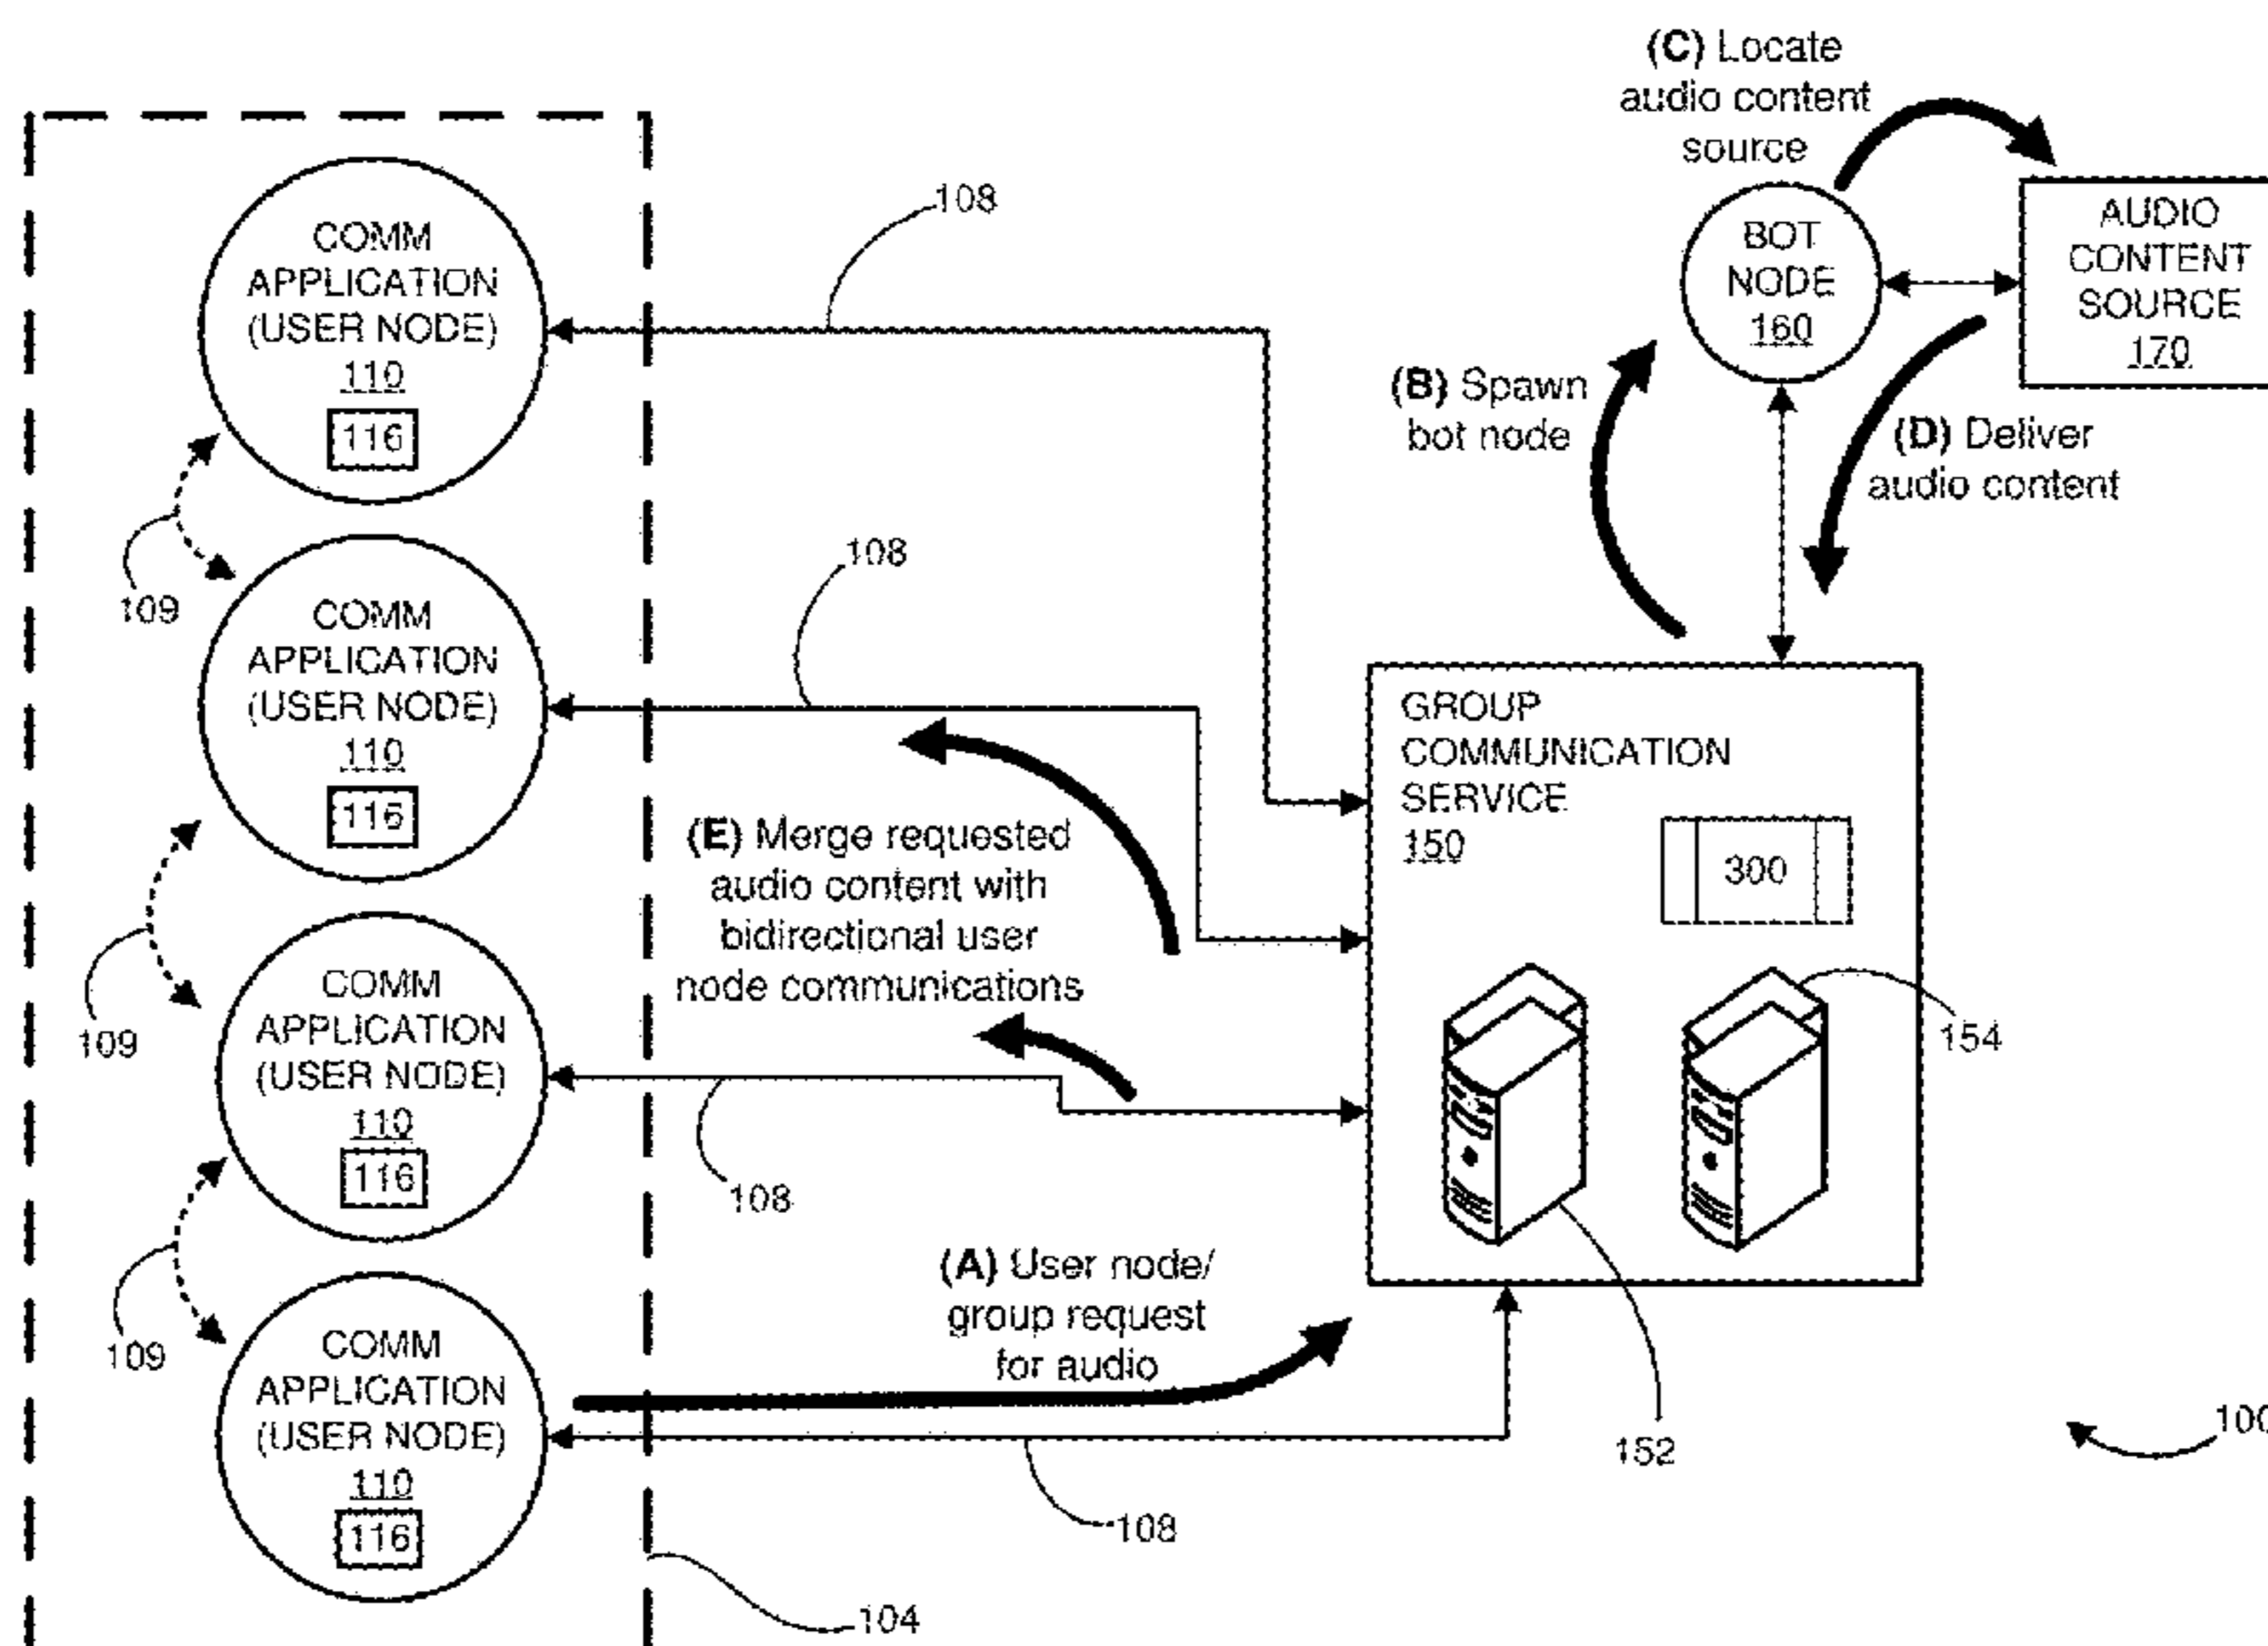 (C) Locate
audio content
source
COMM
APPLICATION
(USER NODE)
110
116
108
BOT
NODE
160
AUDIO
CONTENT
SOURCE
170
(B) Spawn
bot node
(D) Deliver
audio content
109
COMM
APPLICATION
(USER NODE)
110
116
108
GROUP
COMMUNICATION
SERVICE
150
300
(E) Merge requested
audio content with
bidirectional user
node communications
109
COMM
APPLICATION
(USER NODE)
110
116
108
154
152
(A) User node/
group request
for audio
109
COMM
APPLICATION
(USER NODE)
110
116
108
100
104